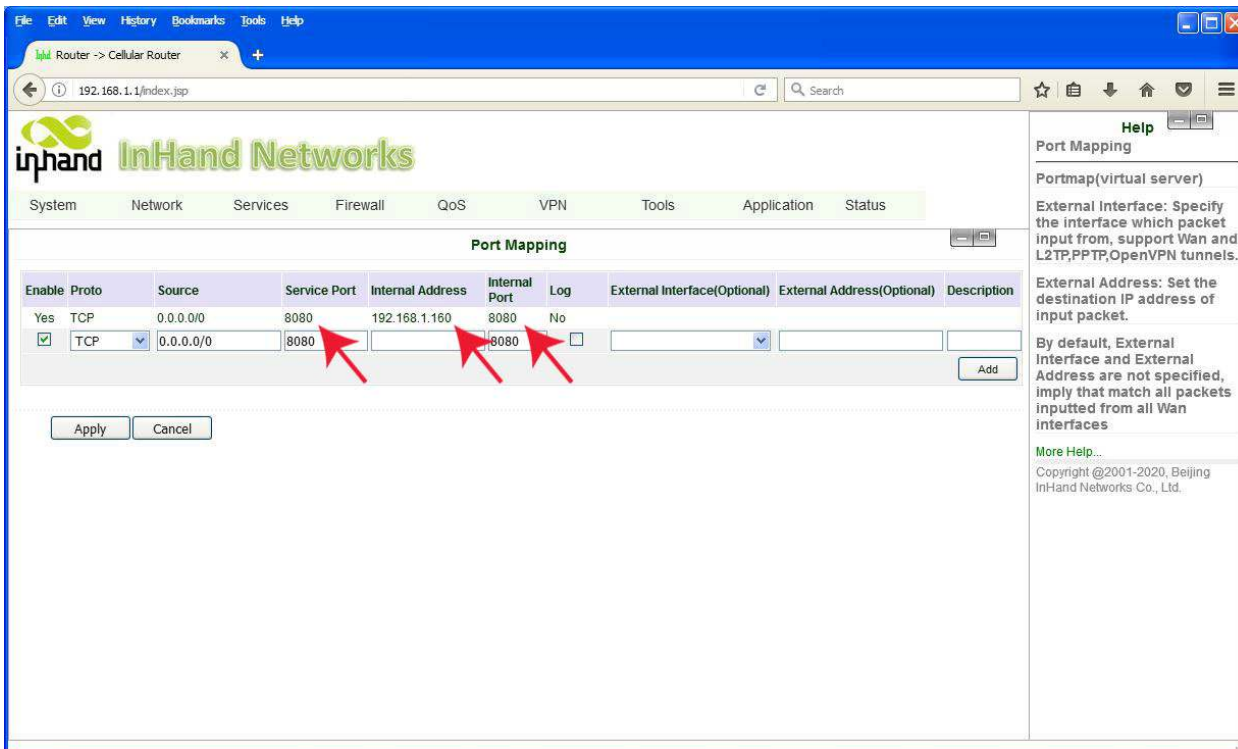 File Edit View History Bookmarks Tools Help
Inhd Router -> Cellular Router × +
192.168.1.1/index.jsp
Search
inhand InHand Networks
System Network Services Firewall QoS VPN Tools Application Status
Port Mapping
Enable Proto Source Service Port Internal Address Internal Port Log External Interface(Optional) External Address(Optional) Description
Yes TCP 0.0.0.0/0 8080 192.168.1.160 8080 No
TCP 0.0.0.0/0 8080 8080
Add
Apply Cancel
Help
Port Mapping
Portmap(virtual server)
External Interface: Specify
the interface which packet
input from, support Wan and
L2TP,PPTP,OpenVPN tunnels.
External Address: Set the
destination IP address of
input packet.
By default, External
Interface and External
Address are not specified,
imply that match all packets
inputted from all Wan
interfaces
More Help...
Copyright @2001-2020, Beijing
InHand Networks Co., Ltd.